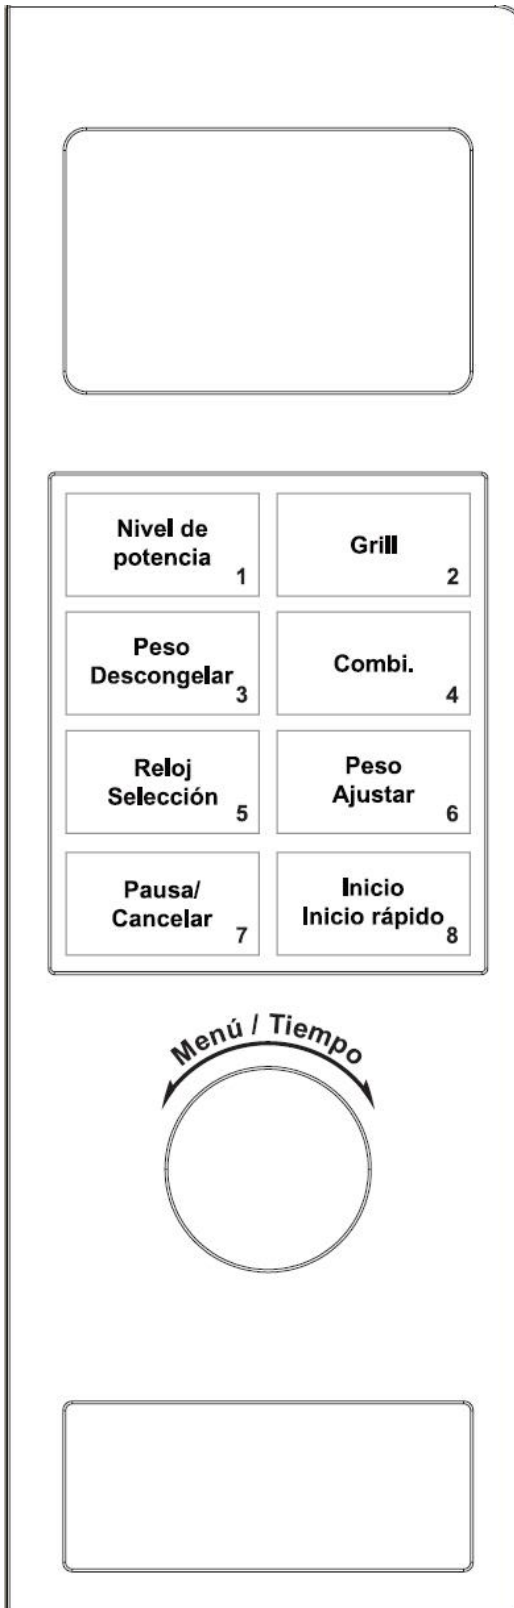 Nivel de
potencia
1
Grill
2
Peso
Descongelar
3
Combi.
4
Reloj
Selección
5
Peso
Ajustar
6
Pausa/
Cancelar
7
Inicio
Inicio rápido
8
Menú / Tiempo